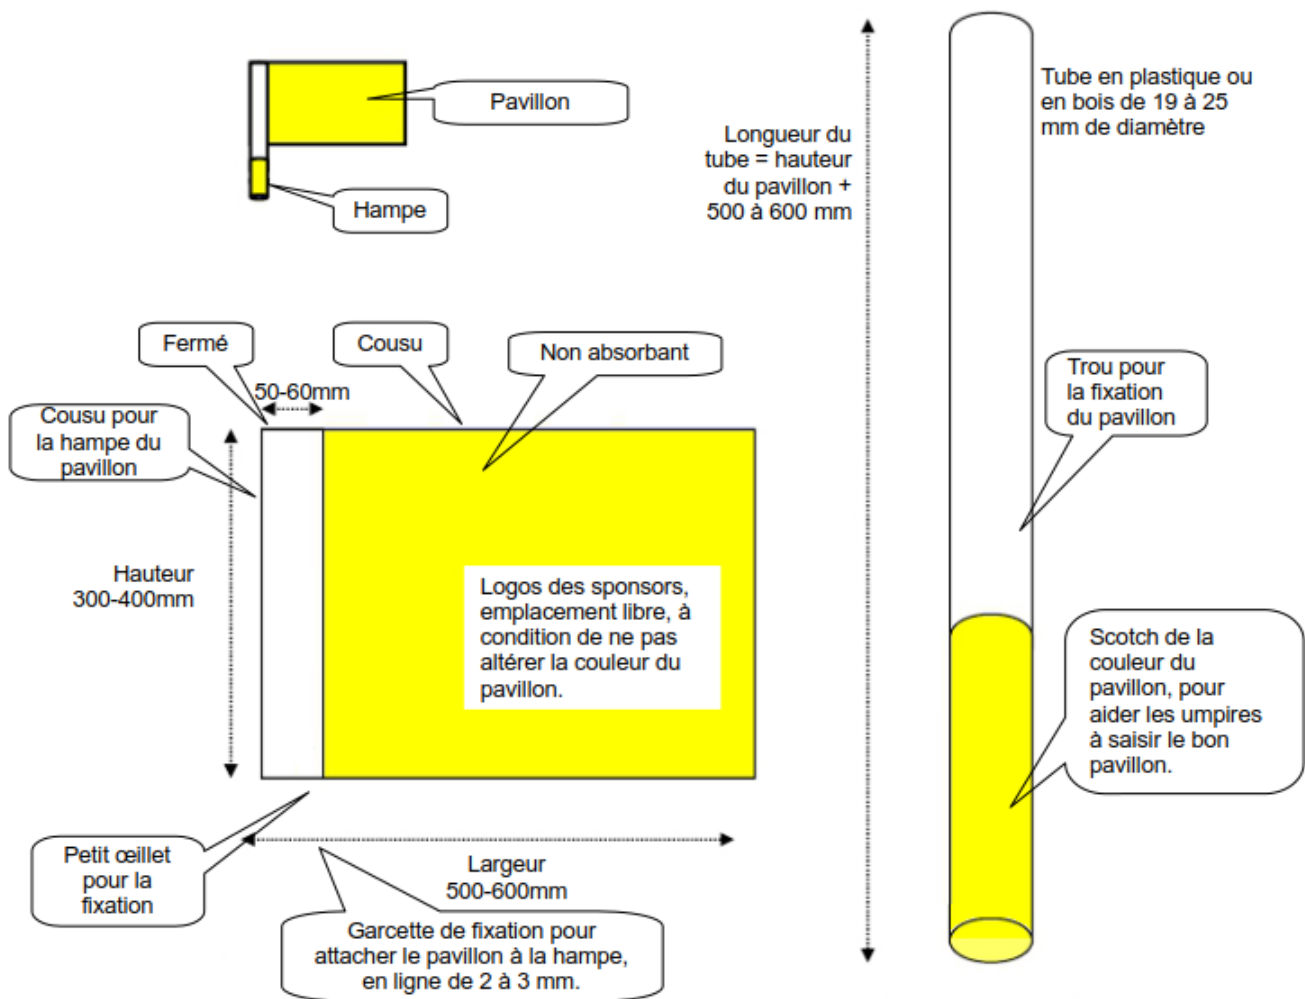 Pavillon
Hampe
Longueur du
tube = hauteur
du pavillon +
500 à 600 mm
Tube en plastique ou
en bois de 19 à 25
mm de diamètre
Fermé
Cousu
Non absorbant
50-60mm
Cousu pour
la hampe du
pavillon
Trou pour
la fixation
du pavillon
Hauteur
300-400mm
Logos des sponsors,
emplacement libre, à
condition de ne pas
altérer la couleur du
pavillon.
Scotch de la
couleur du
pavillon, pour
aider les umpires
à saisir le bon
pavillon.
Petit œillet
pour la
fixation
Largeur
500-600mm
Garcette de fixation pour
attacher le pavillon à la hampe,
en ligne de 2 à 3 mm.